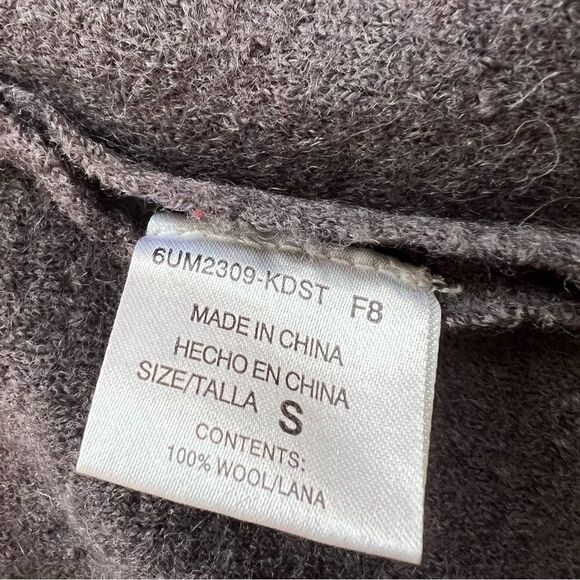 6UM2309-KDST F8
MADE IN CHINA
HECHO EN CHINA
SIZE/TALLA S
CONTENTS:
100% WOOL/LANA